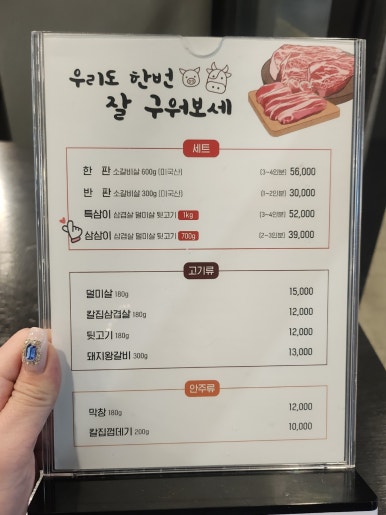 우리도 한번
잘 구워보세
세트
한 판 소갈비살 600g (미국산) (3~4인분) 56,000
반 판 소갈비살 300g (미국산) (1~2인분) 30,000
특삼이 삼겹살 덜미살 뒷고기 1kg (3~4인분) 52,000
삼삼이 삼겹살 덜미살 뒷고기 700g (2~3인분) 39,000
고기류
덜미살 180g 15,000
칼집삼겹살 180g 12,000
뒷고기 180g 12,000
돼지왕갈비 300g 13,000
안주류
막창 180g 12,000
칼집껍데기 200g 10,000